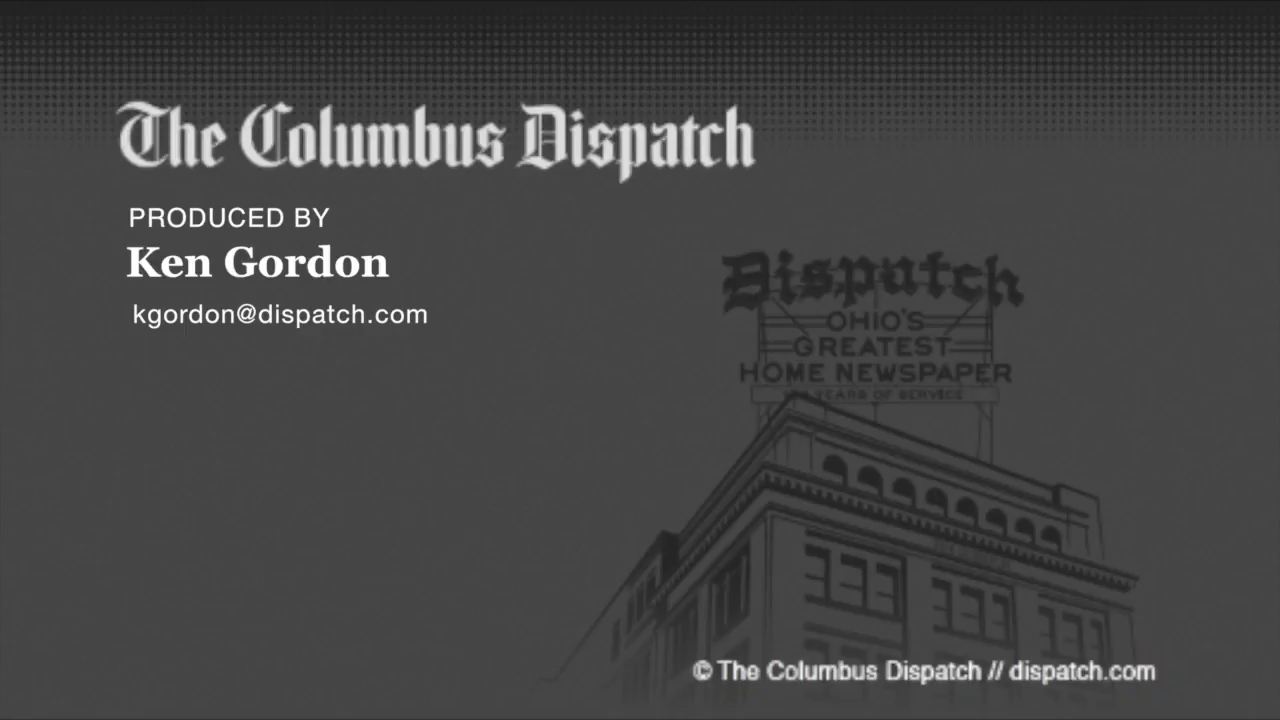 The Columbus Dispatch
PRODUCED BY
Ken Gordon
kgordon@dispatch.com
Dispatch
OHIO'S
GREATEST
HOME NEWSPAPER
YEARS OF SERVICE
© The Columbus Dispatch // dispatch.com